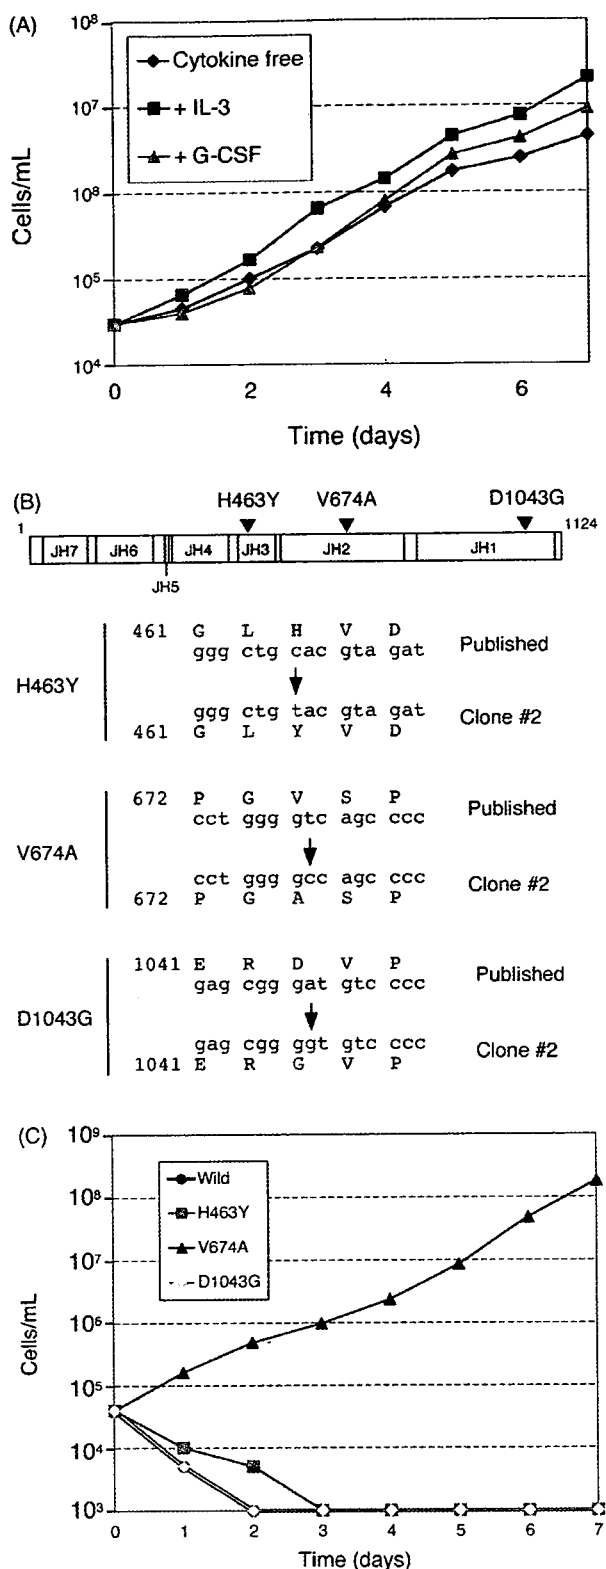 (A)
10⁸
10⁷
10⁸
10⁵
10⁴
Cells/mL
Cytokine free
+ IL-3
+ G-CSF
0 2 4 6
Time (days)
(B)
H463Y V674A D1043G
1 1124
JH7 JH6 JH4 JH3 JH2 JH1
JH5
H463Y
461 G L H V D
ggg ctg cac gta gat Published
ggg ctg tac gta gat Clone #2
461 G L Y V D
V674A
672 P G V S P
cct ggg gtc agc ccc Published
cct ggg gcc agc ccc Clone #2
672 P G A S P
D1043G
1041 E R D V P
gag cgg gat gtc ccc Published
gag cgg ggt gtc ccc Clone #2
1041 E R G V P
(C)
10⁹
10⁸
10⁷
10⁶
10⁵
10⁴
10³
Cells/mL
Wild
H463Y
V674A
D1043G
0 1 2 3 4 5 6 7
Time (days)